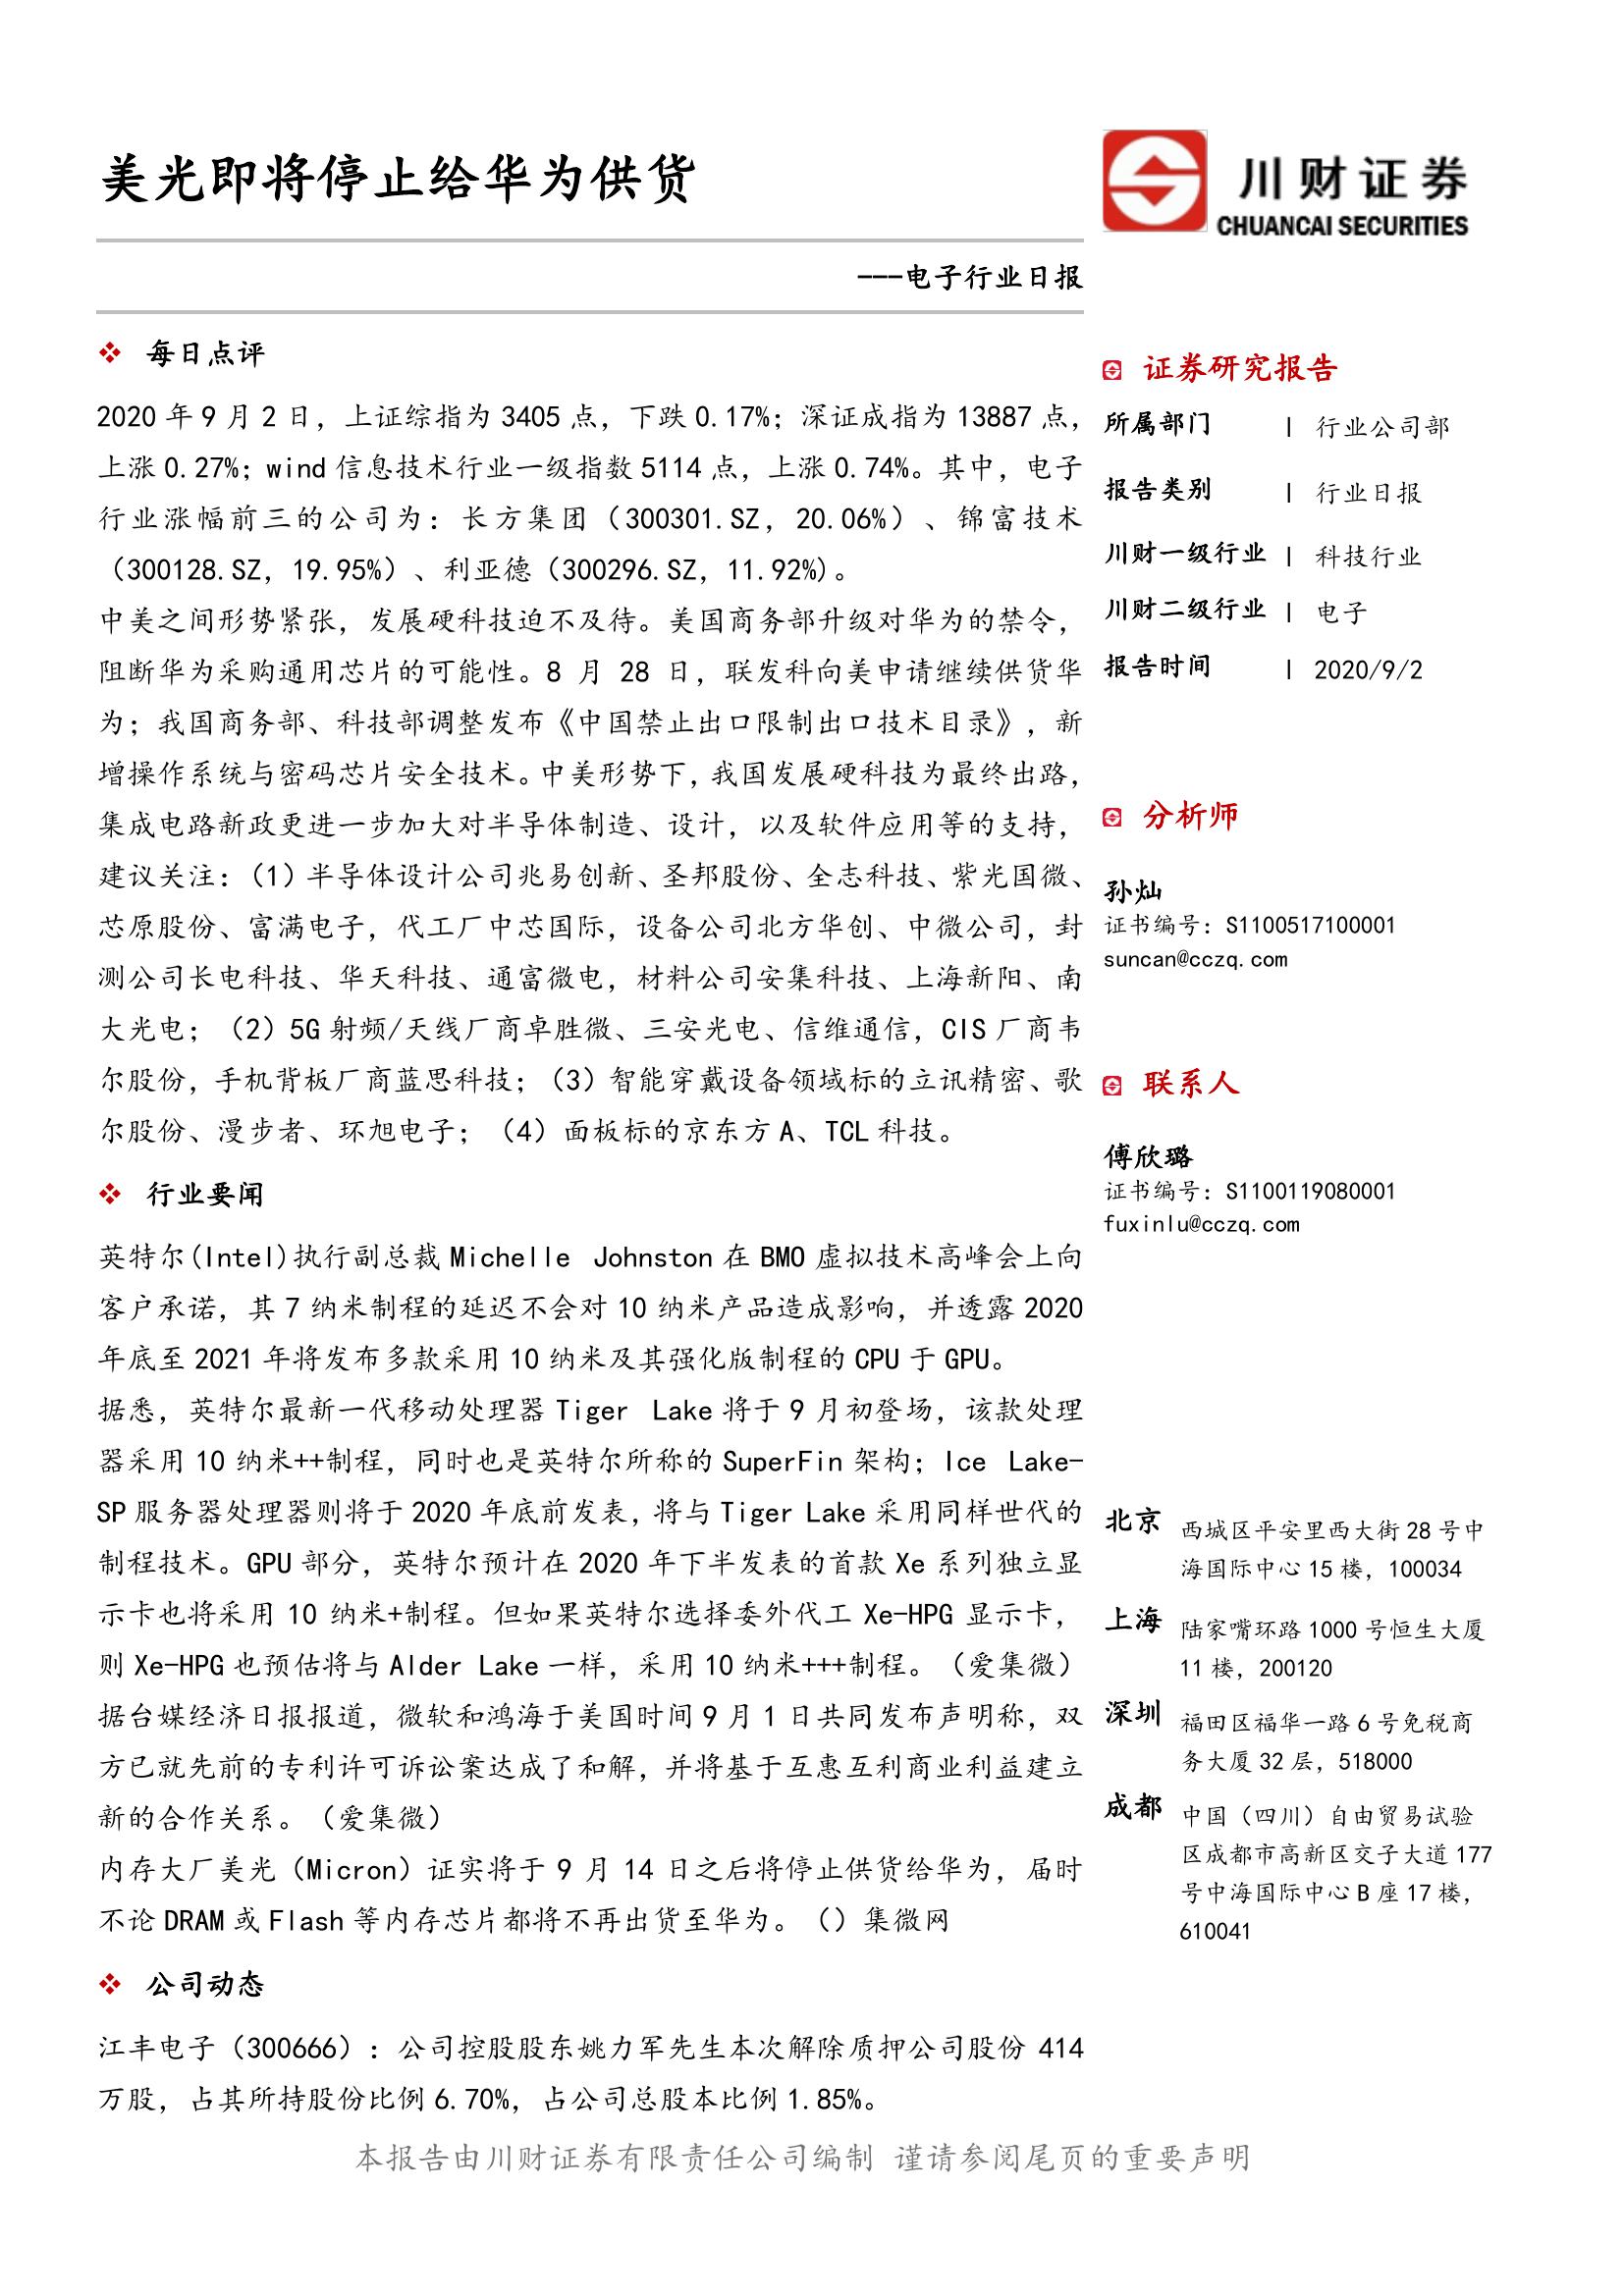 美光即将停止给华为供货
川财证券
CHUANCAI SECURITIES
---电子行业日报
❖ 每日点评
2020 年 9 月 2 日，上证综指为 3405 点，下跌 0.17%；深证成指为 13887 点，
上涨 0.27%；wind 信息技术行业一级指数 5114 点，上涨 0.74%。其中，电子
行业涨幅前三的公司为：长方集团（300301.SZ，20.06%）、锦富技术
（300128.SZ，19.95%）、利亚德（300296.SZ，11.92%)。
中美之间形势紧张，发展硬科技迫不及待。美国商务部升级对华为的禁令，
阻断华为采购通用芯片的可能性。8 月 28 日，联发科向美申请继续供货华
为；我国商务部、科技部调整发布《中国禁止出口限制出口技术目录》，新
增操作系统与密码芯片安全技术。中美形势下，我国发展硬科技为最终出路，
集成电路新政更进一步加大对半导体制造、设计，以及软件应用等的支持，
建议关注：（1）半导体设计公司兆易创新、圣邦股份、全志科技、紫光国微、
芯原股份、富满电子，代工厂中芯国际，设备公司北方华创、中微公司，封
测公司长电科技、华天科技、通富微电，材料公司安集科技、上海新阳、南
大光电；（2）5G 射频/天线厂商卓胜微、三安光电、信维通信，CIS 厂商韦
尔股份，手机背板厂商蓝思科技；（3）智能穿戴设备领域标的立讯精密、歌
尔股份、漫步者、环旭电子；（4）面板标的京东方 A、TCL 科技。
❖ 行业要闻
英特尔(Intel)执行副总裁 Michelle Johnston 在 BMO 虚拟技术高峰会上向
客户承诺，其 7 纳米制程的延迟不会对 10 纳米产品造成影响，并透露 2020
年底至 2021 年将发布多款采用 10 纳米及其强化版制程的 CPU 于 GPU。
据悉，英特尔最新一代移动处理器 Tiger Lake 将于 9 月初登场，该款处理
器采用 10 纳米++制程，同时也是英特尔所称的 SuperFin 架构；Ice Lake-
SP 服务器处理器则将于 2020 年底前发表，将与 Tiger Lake 采用同样世代的
制程技术。GPU 部分，英特尔预计在 2020 年下半发表的首款 Xe 系列独立显
示卡也将采用 10 纳米+制程。但如果英特尔选择委外代工 Xe-HPG 显示卡，
则 Xe-HPG 也预估将与 Alder Lake 一样，采用 10 纳米+++制程。（爱集微）
据台媒经济日报报道，微软和鸿海于美国时间 9 月 1 日共同发布声明称，双
方已就先前的专利许可诉讼案达成了和解，并将基于互惠互利商业利益建立
新的合作关系。（爱集微）
内存大厂美光（Micron）证实将于 9 月 14 日之后将停止供货给华为，届时
不论 DRAM 或 Flash 等内存芯片都将不再出货至华为。（）集微网
❖ 公司动态
江丰电子（300666）：公司控股股东姚力军先生本次解除质押公司股份 414
万股，占其所持股份比例 6.70%，占公司总股本比例 1.85%。
证券研究报告
所属部门 | 行业公司部
报告类别 | 行业日报
川财一级行业 | 科技行业
川财二级行业 | 电子
报告时间 | 2020/9/2
分析师
孙灿
证书编号：S1100517100001
suncan@cczq.com
联系人
傅欣璐
证书编号：S1100119080001
fuxinlu@cczq.com
北京 西城区平安里西大街 28 号中
海国际中心 15 楼，100034
上海 陆家嘴环路 1000 号恒生大厦
11 楼，200120
深圳 福田区福华一路 6 号免税商
务大厦 32 层，518000
成都 中国（四川）自由贸易试验
区成都市高新区交子大道 177
号中海国际中心 B 座 17 楼，
610041
本报告由川财证券有限责任公司编制 谨请参阅尾页的重要声明